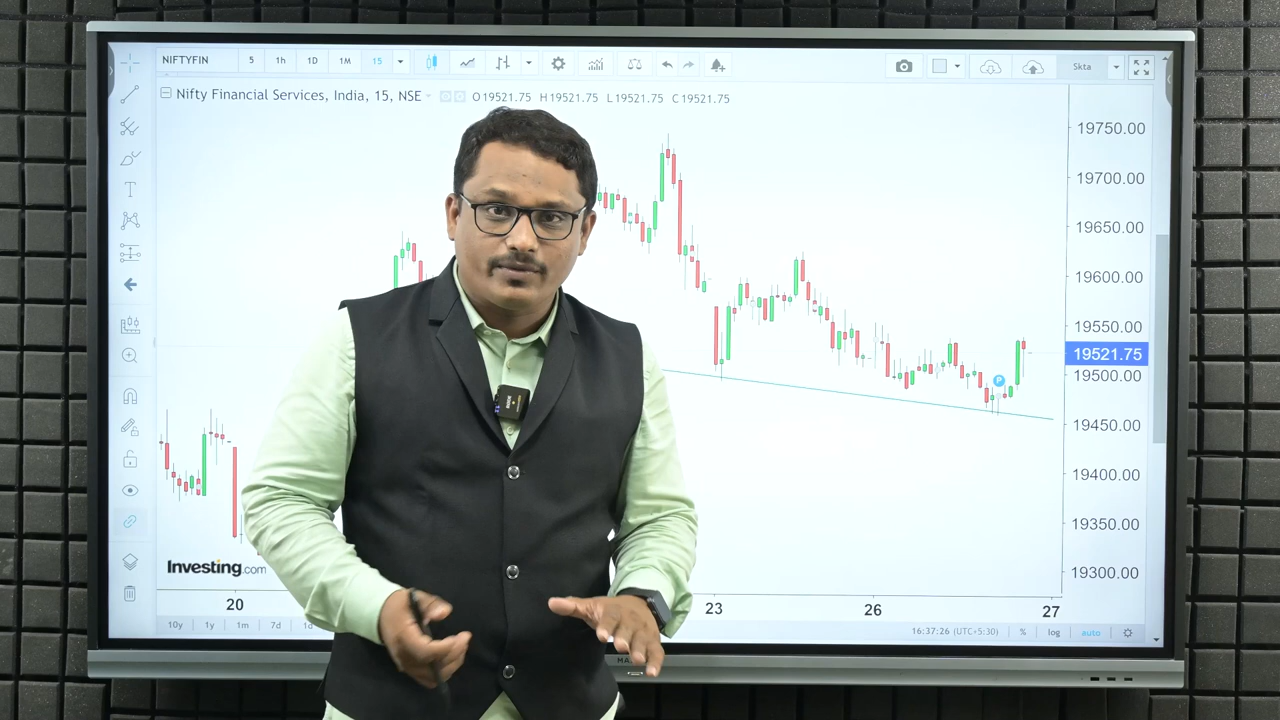 NIFTYFIN 5 1h 1D 1M 15 Skta
Nifty Financial Services, India, 15, NSE O19521.75 H19521.75 L19521.75 C19521.75
19750.00
19700.00
19650.00
19600.00
19550.00
19521.75
19500.00
19450.00
19400.00
19350.00
19300.00
P
T
Investing.com
20 23 26 27
10y 1y 1m 7d 1d 16:37:26 (UTC+5:30) % log auto